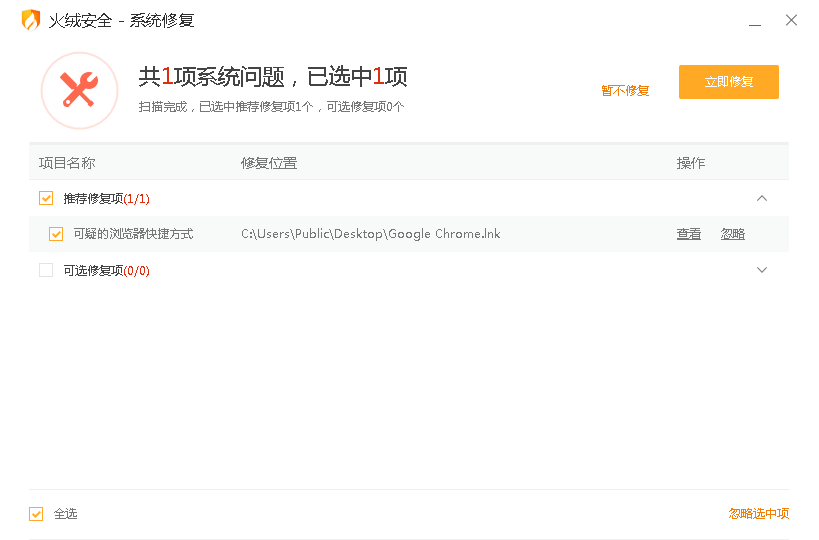 火绒安全 - 系统修复
共1项系统问题，已选中1项
扫描完成，已选中推荐修复项1个，可选修复项0个
暂不修复
立即修复
项目名称 修复位置 操作
推荐修复项(1/1)
可疑的浏览器快捷方式 C:\Users\Public\Desktop\Google Chrome.lnk 查看 忽略
可选修复项(0/0)
全选 忽略选中项